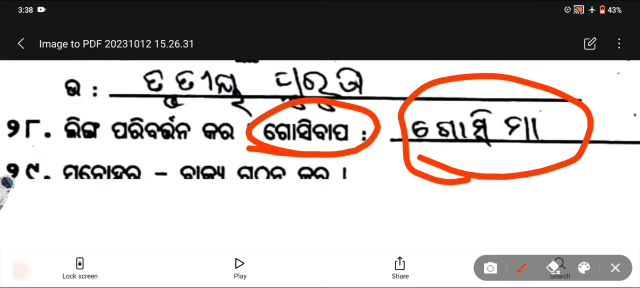 3:38
43%
Image to PDF 20231012 15.26.31
ଉ : ତୃତୀୟ ପୁରୁଷ
୨୮. ଲିଙ୍ଗ ପରିବର୍ତ୍ତନ କର ଗୋସିବାପ : ଗୋସି ମା
୨୯. ମନୋହର – ବାକ୍ୟ ଗଠନ କର ।
Lock screen Play Share Search